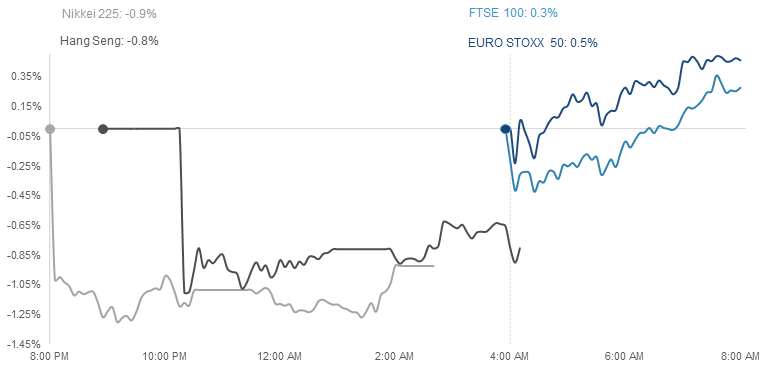 Nikkei 225: -0.9%
FTSE 100: 0.3%
Hang Seng: -0.8%
EURO STOXX 50: 0.5%
0.35%
0.15%
-0.05%
-0.25%
-0.45%
-0.65%
-0.85%
-1.05%
-1.25%
-1.45%
8:00 PM 10:00 PM 12:00 AM 2:00 AM 4:00 AM 6:00 AM 8:00 AM